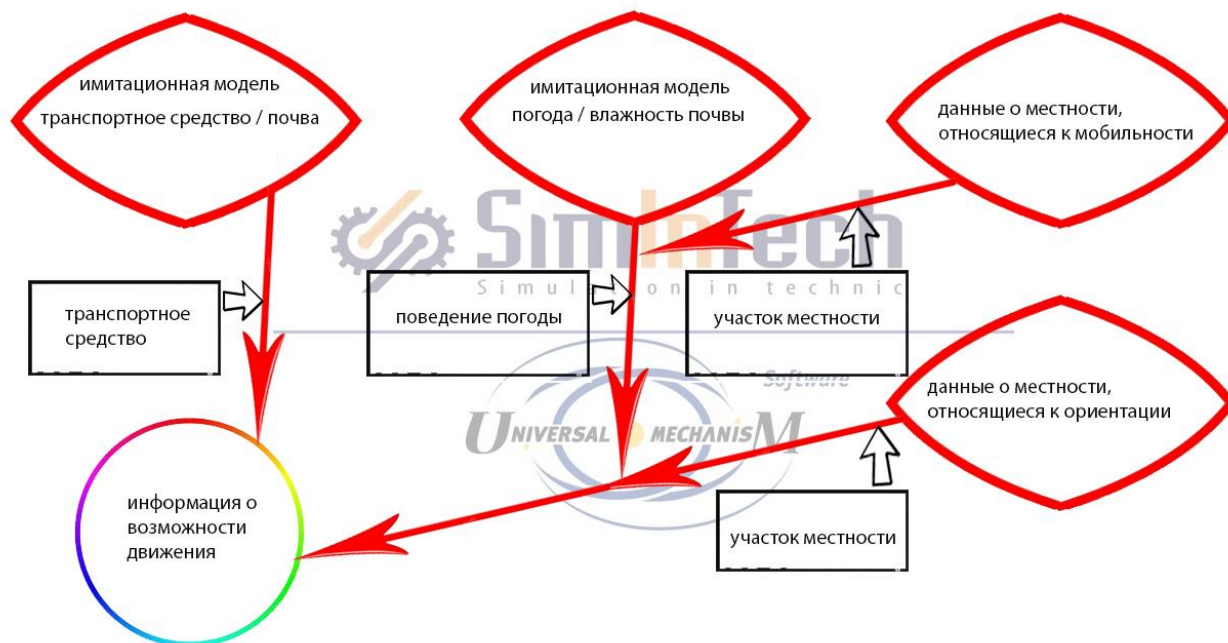 имитационная модель
транспортное средство / почва
имитационная модель
погода / влажность почвы
данные о местности,
относящиеся к мобильности
SimInTech
Simulation in technic
транспортное
средство
поведение погоды
участок местности
Software
UNIVERSAL MECHANISM
данные о местности,
относящиеся к ориентации
информация о
возможности
движения
участок местности